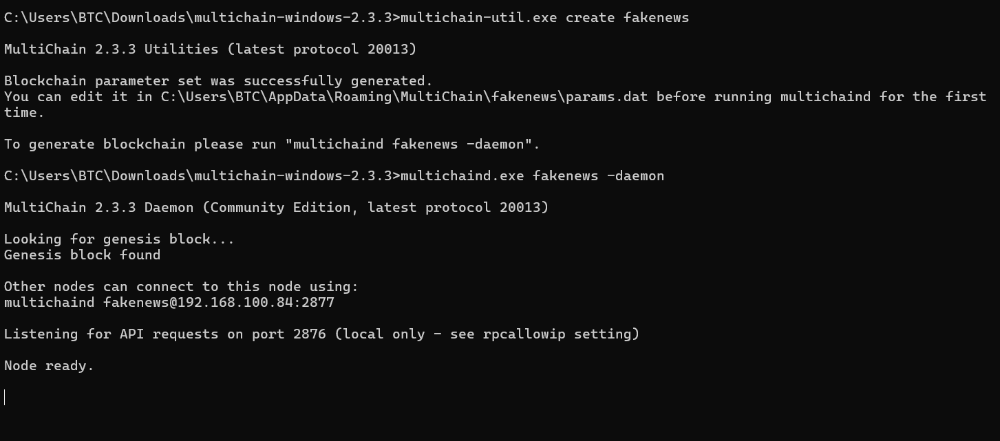 C:\Users\BTC\Downloads\multichain-windows-2.3.3>multichain-util.exe create fakenews
MultiChain 2.3.3 Utilities (latest protocol 20013)
Blockchain parameter set was successfully generated.
You can edit it in C:\Users\BTC\AppData\Roaming\MultiChain\fakenews\params.dat before running multichaind for the first
time.
To generate blockchain please run "multichaind fakenews -daemon".
C:\Users\BTC\Downloads\multichain-windows-2.3.3>multichaind.exe fakenews -daemon
MultiChain 2.3.3 Daemon (Community Edition, latest protocol 20013)
Looking for genesis block...
Genesis block found
Other nodes can connect to this node using:
multichaind fakenews@192.168.100.84:2877
Listening for API requests on port 2876 (local only - see rpcallowip setting)
Node ready.